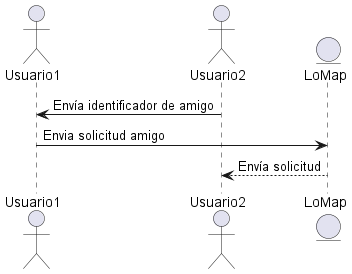 Usuario1 Usuario2 LoMap
Envía identificador de amigo
Envia solicitud amigo
Envía solicitud
Usuario1 Usuario2 LoMap